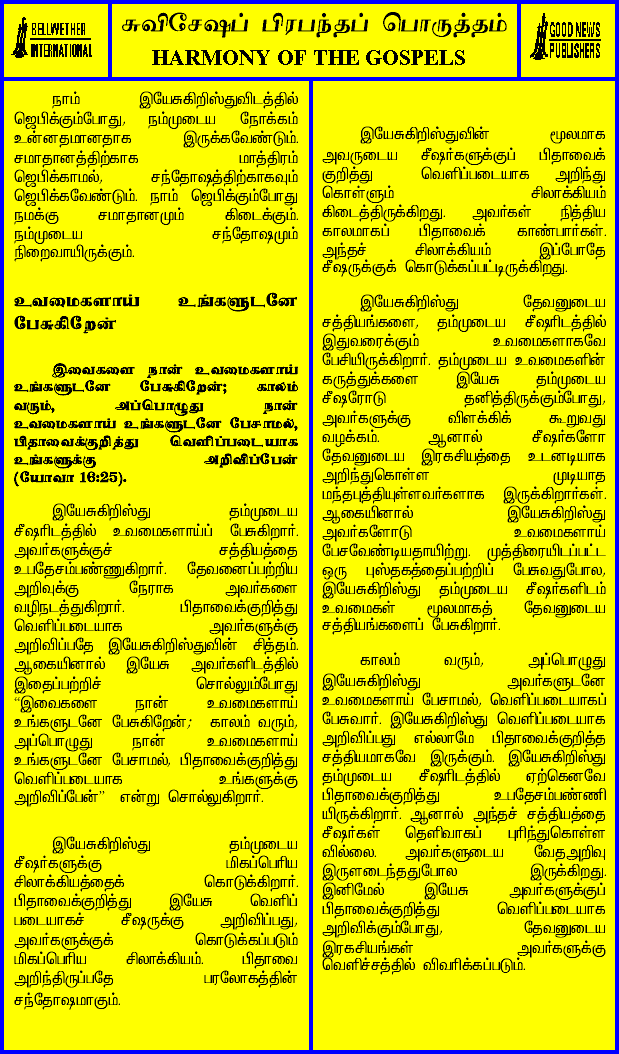 BELLWETHER
INTERNATIONAL
சுவிசேஷப் பிரபந்தப் பொருத்தம்
HARMONY OF THE GOSPELS
GOOD NEWS
PUBLISHERS
நாம் இயேசுகிறிஸ்துவிடத்தில்
ஜெபிக்கும்போது, நம்முடைய நோக்கம்
உன்னதமானதாக இருக்கவேண்டும்.
சமாதானத்திற்காக மாத்திரம்
ஜெபிக்காமல், சந்தோஷத்திற்காகவும்
ஜெபிக்கவேண்டும். நாம் ஜெபிக்கும்போது
நமக்கு சமாதானமும் கிடைக்கும்.
நம்முடைய சந்தோஷமும்
நிறைவாயிருக்கும்.
உவமைகளாய் உங்களுடனே
பேசுகிறேன்
இவைகளை நான் உவமைகளாய்
உங்களுடனே பேசுகிறேன்; காலம்
வரும், அப்பொழுது நான்
உவமைகளாய் உங்களுடனே பேசாமல்,
பிதாவைக்குறித்து வெளிப்படையாக
உங்களுக்கு அறிவிப்பேன்
(யோவா 16:25).
இயேசுகிறிஸ்து தம்முடைய
சீஷரிடத்தில் உவமைகளாய்ப் பேசுகிறார்.
அவர்களுக்குச் சத்தியத்தை
உபதேசம்பண்ணுகிறார். தேவனைப்பற்றிய
அறிவுக்கு நேராக அவர்களை
வழிநடத்துகிறார். பிதாவைக்குறித்து
வெளிப்படையாக அவர்களுக்கு
அறிவிப்பதே இயேசுகிறிஸ்துவின் சித்தம்.
ஆகையினால் இயேசு அவர்களிடத்தில்
இதைப்பற்றிச் சொல்லும்போது
“இவைகளை நான் உவமைகளாய்
உங்களுடனே பேசுகிறேன்; காலம் வரும்,
அப்பொழுது நான் உவமைகளாய்
உங்களுடனே பேசாமல், பிதாவைக்குறித்து
வெளிப்படையாக உங்களுக்கு
அறிவிப்பேன்” என்று சொல்லுகிறார்.
இயேசுகிறிஸ்து தம்முடைய
சீஷர்களுக்கு மிகப்பெரிய
சிலாக்கியத்தைக் கொடுக்கிறார்.
பிதாவைக்குறித்து இயேசு வெளிப்
படையாகச் சீஷருக்கு அறிவிப்பது,
அவர்களுக்குக் கொடுக்கப்படும்
மிகப்பெரிய சிலாக்கியம். பிதாவை
அறிந்திருப்பதே பரலோகத்தின்
சந்தோஷமாகும்.
இயேசுகிறிஸ்துவின் மூலமாக
அவருடைய சீஷர்களுக்குப் பிதாவைக்
குறித்து வெளிப்படையாக அறிந்து
கொள்ளும் சிலாக்கியம்
கிடைத்திருக்கிறது. அவர்கள் நித்திய
காலமாகப் பிதாவைக் காண்பார்கள்.
அந்தச் சிலாக்கியம் இப்போதே
சீஷருக்குக் கொடுக்கப்பட்டிருக்கிறது.
இயேசுகிறிஸ்து தேவனுடைய
சத்தியங்களை, தம்முடைய சீஷரிடத்தில்
இதுவரைக்கும் உவமைகளாகவே
பேசியிருக்கிறார். தம்முடைய உவமைகளின்
கருத்துக்களை இயேசு தம்முடைய
சீஷரோடு தனித்திருக்கும்போது,
அவர்களுக்கு விளக்கிக் கூறுவது
வழக்கம். ஆனால் சீஷர்களோ
தேவனுடைய இரகசியத்தை உடனடியாக
அறிந்துகொள்ள முடியாத
மந்தபுத்தியுள்ளவர்களாக இருக்கிறார்கள்.
ஆகையினால் இயேசுகிறிஸ்து
அவர்களோடு உவமைகளாய்
பேசவேண்டியதாயிற்று. முத்திரையிடப்பட்ட
ஒரு புஸ்தகத்தைப்பற்றிப் பேசுவதுபோல,
இயேசுகிறிஸ்து தம்முடைய சீஷர்களிடம்
உவமைகள் மூலமாகத் தேவனுடைய
சத்தியங்களைப் பேசுகிறார்.
காலம் வரும், அப்பொழுது
இயேசுகிறிஸ்து அவர்களுடனே
உவமைகளாய் பேசாமல், வெளிப்படையாகப்
பேசுவார். இயேசுகிறிஸ்து வெளிப்படையாக
அறிவிப்பது எல்லாமே பிதாவைக்குறித்த
சத்தியமாகவே இருக்கும். இயேசுகிறிஸ்து
தம்முடைய சீஷரிடத்தில் ஏற்கெனவே
பிதாவைக்குறித்து உபதேசம்பண்ணி
யிருக்கிறார். ஆனால் அந்தச் சத்தியத்தை
சீஷர்கள் தெளிவாகப் புரிந்துகொள்ள
வில்லை. அவர்களுடைய வேதஅறிவு
இருளடைந்ததுபோல இருக்கிறது.
இனிமேல் இயேசு அவர்களுக்குப்
பிதாவைக்குறித்து வெளிப்படையாக
அறிவிக்கும்போது, தேவனுடைய
இரகசியங்கள் அவர்களுக்கு
வெளிச்சத்தில் விவரிக்கப்படும்.